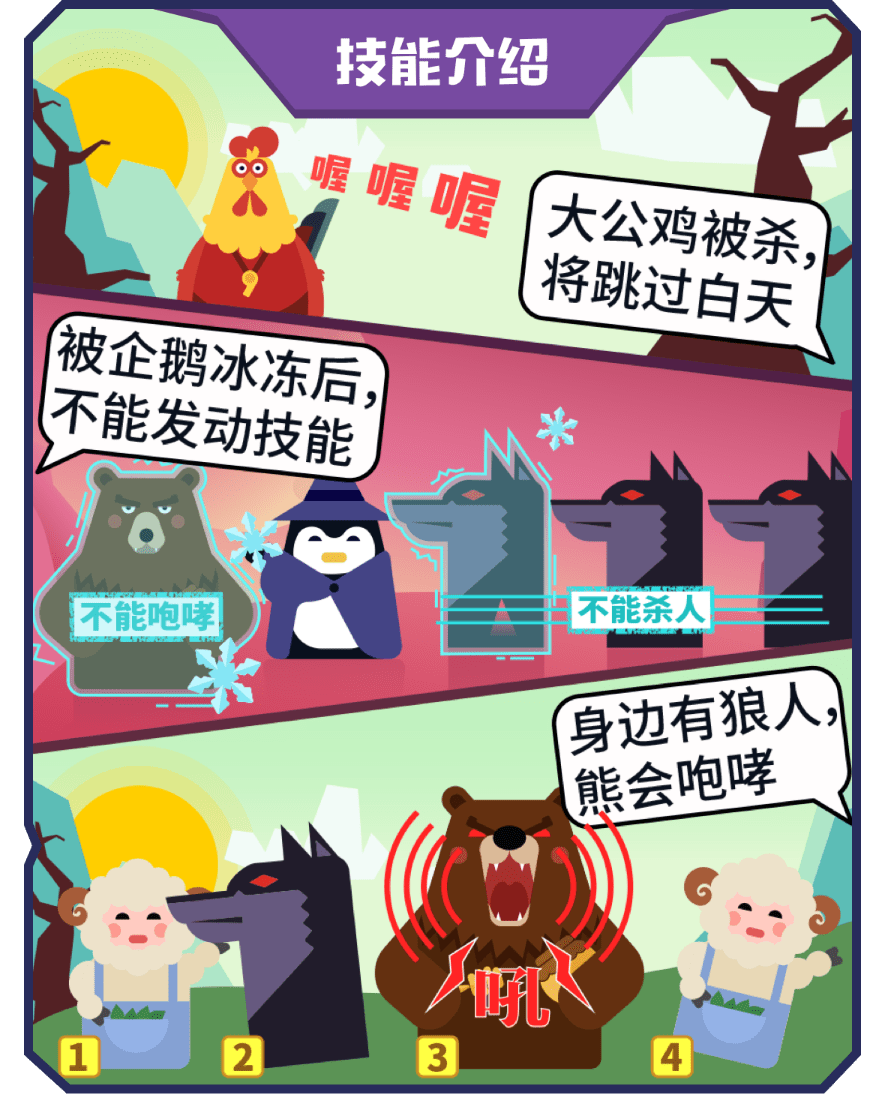 技能介绍
喔 喔 喔
大公鸡被杀,
将跳过白天
被企鹅冰冻后,
不能发动技能
不能咆哮
不能杀人
身边有狼人,
熊会咆哮
吼
1
2
3
4